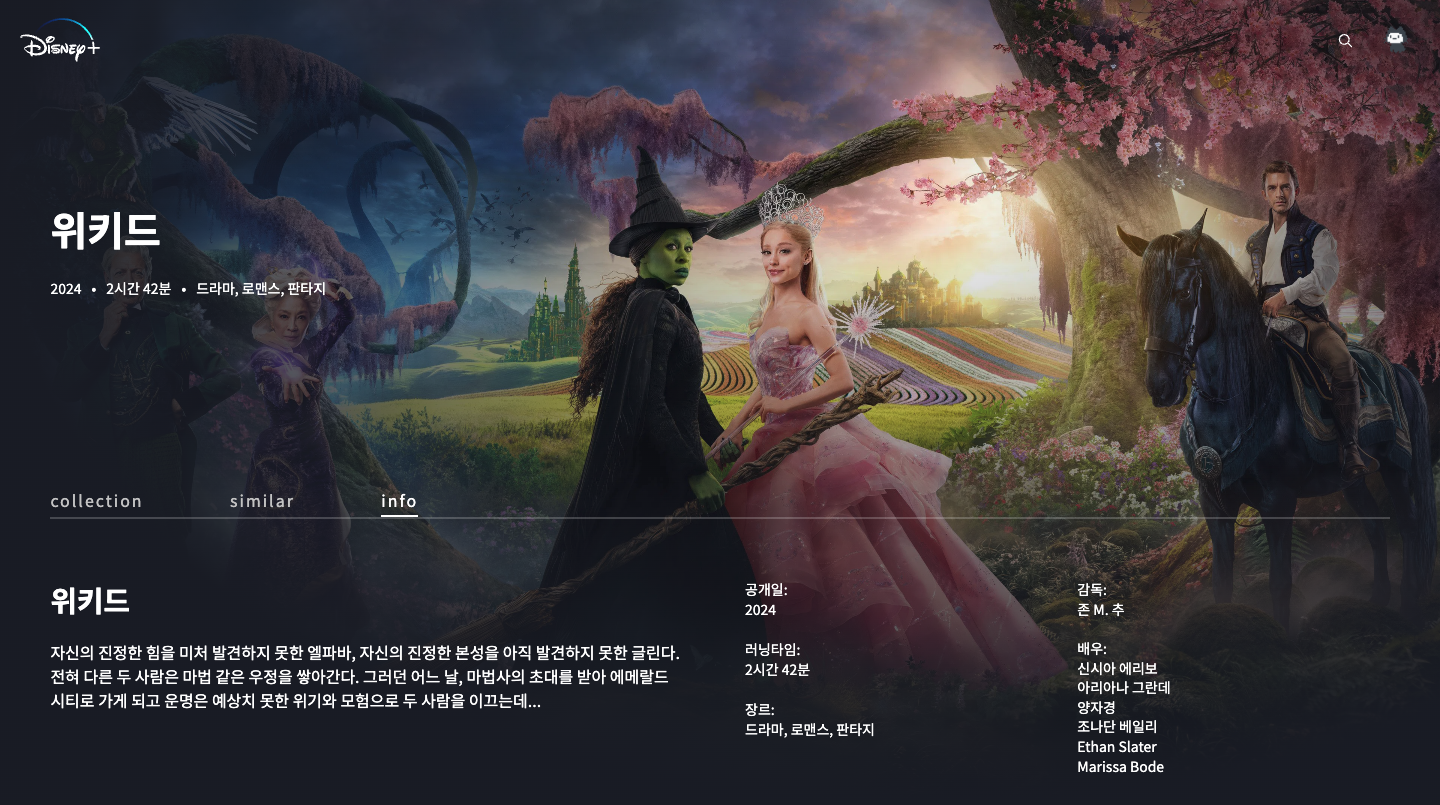 Disney+
위키드
2024 • 2시간 42분 • 드라마, 로맨스, 판타지
collection similar info
위키드
자신의 진정한 힘을 미처 발견하지 못한 엘파바, 자신의 진정한 본성을 아직 발견하지 못한 글린다.
전혀 다른 두 사람은 마법 같은 우정을 쌓아간다. 그러던 어느 날, 마법사의 초대를 받아 에메랄드
시티로 가게 되고 운명은 예상치 못한 위기와 모험으로 두 사람을 이끄는데...
공개일:
2024
러닝타임:
2시간 42분
장르:
드라마, 로맨스, 판타지
감독:
존 M. 추
배우:
신시아 에리보
아리아나 그란데
양자경
조나단 베일리
Ethan Slater
Marissa Bode